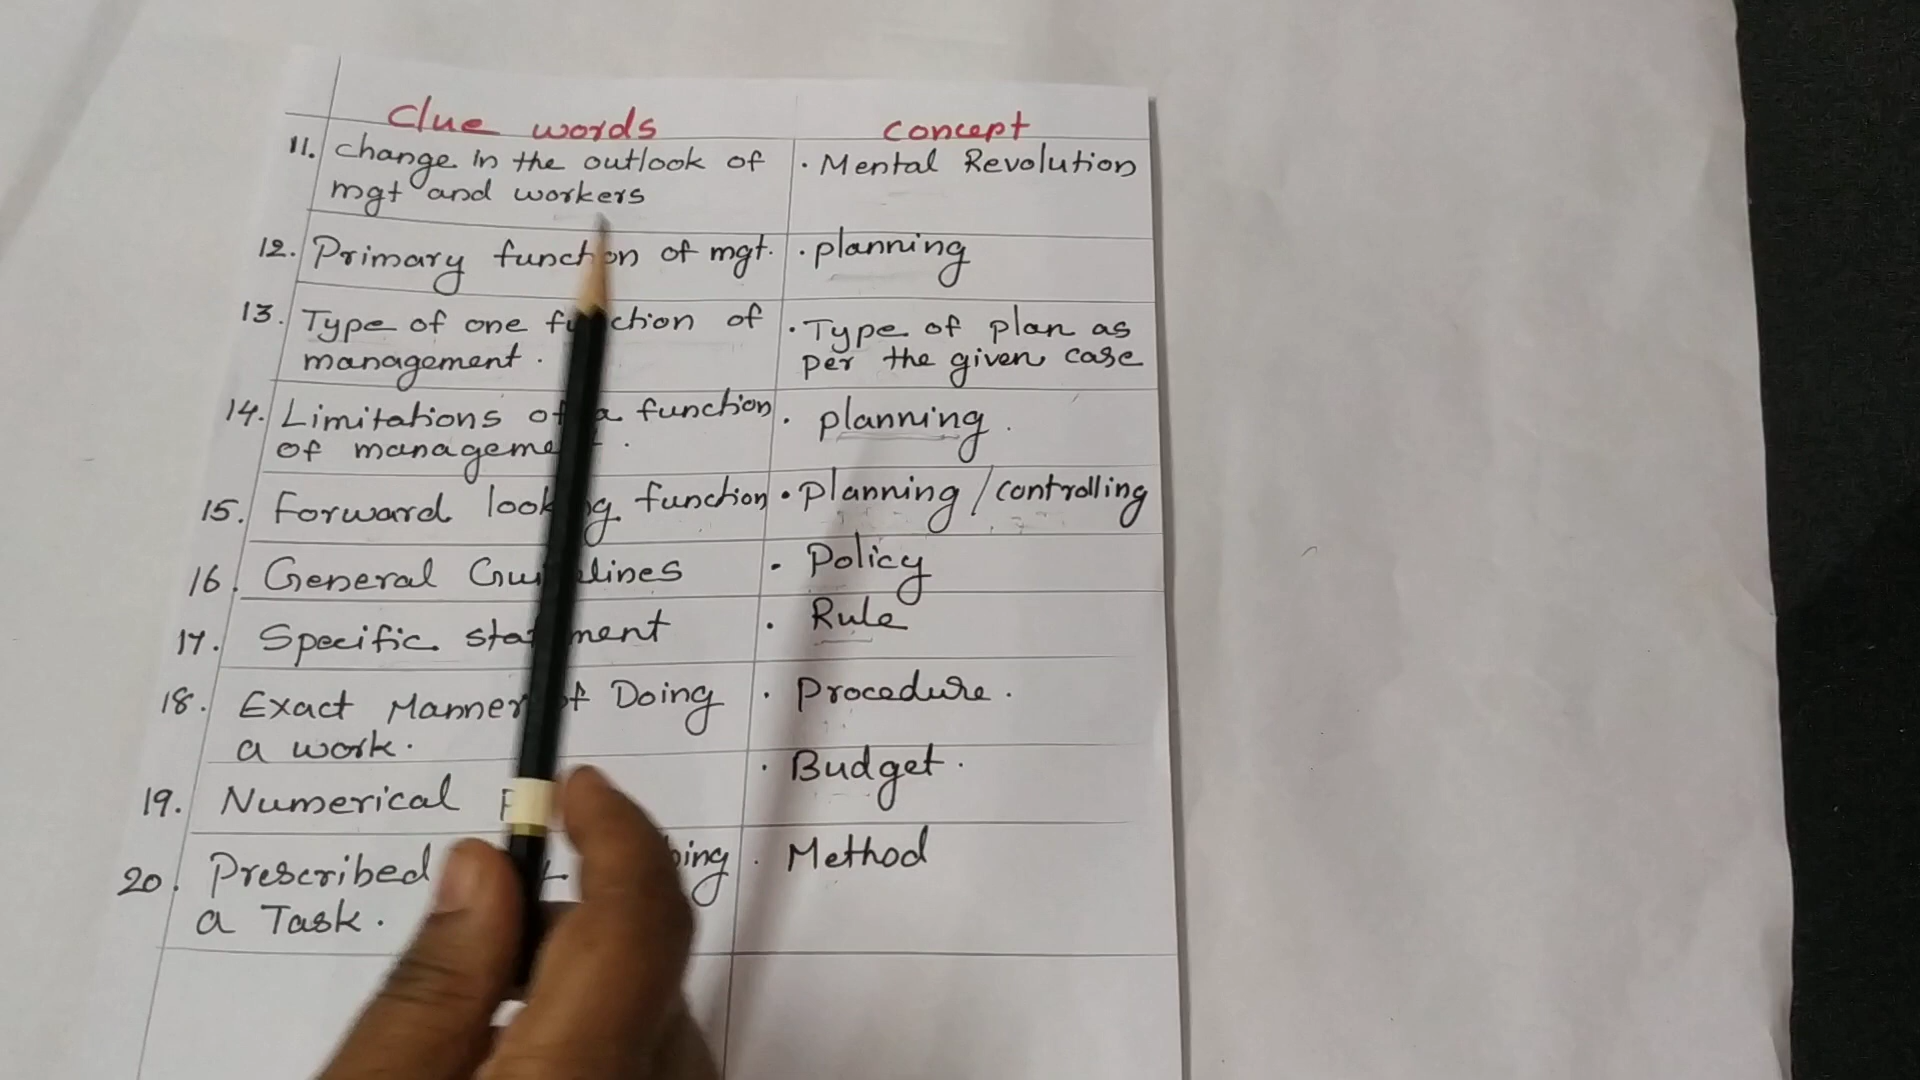 Clue words concept
11. change in the outlook of · Mental Revolution
mgt and workers
12. Primary function of mgt. · planning
13. Type of one function of · Type of plan as
management. per the given case
14. Limitations of a function · planning.
of management.
15. Forward looking function · planning / controlling
16. General Guidelines · Policy
17. Specific statement · Rule
18. Exact Manner of Doing · Procedure.
a work.
19. Numerical · Budget.
20. Prescribed · Method
a Task.